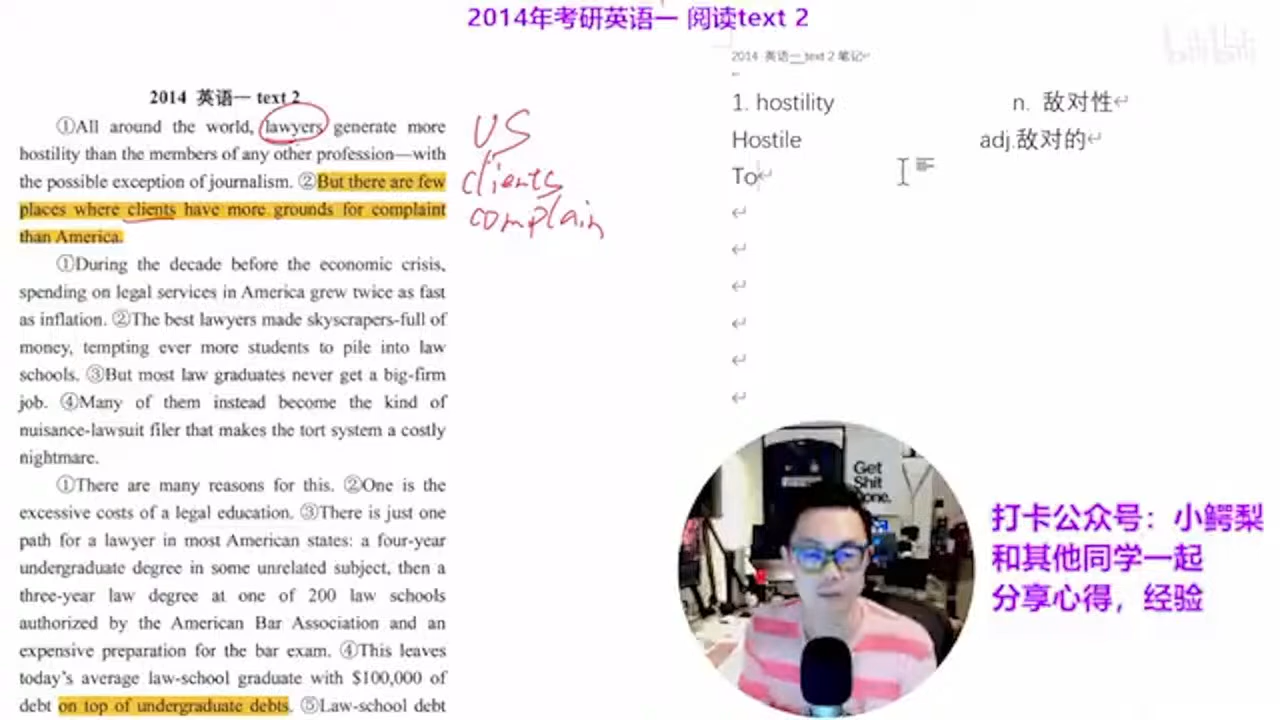 2014年考研英语一 阅读text 2
bilibili
2014 英语一 text 2
①All around the world, lawyers generate more
hostility than the members of any other profession—with
the possible exception of journalism. ②But there are few
places where clients have more grounds for complaint
than America.
①During the decade before the economic crisis,
spending on legal services in America grew twice as fast
as inflation. ②The best lawyers made skyscrapers-full of
money, tempting ever more students to pile into law
schools. ③But most law graduates never get a big-firm
job. ④Many of them instead become the kind of
nuisance-lawsuit filer that makes the tort system a costly
nightmare.
①There are many reasons for this. ②One is the
excessive costs of a legal education. ③There is just one
path for a lawyer in most American states: a four-year
undergraduate degree in some unrelated subject, then a
three-year law degree at one of 200 law schools
authorized by the American Bar Association and an
expensive preparation for the bar exam. ④This leaves
today's average law-school graduate with $100,000 of
debt on top of undergraduate debts. ⑤Law-school debt
US
clients
complain
2014 英语一 text 2 笔记
1. hostility n. 敌对性
Hostile adj.敌对的
To
Get
Shit
Done.
打卡公众号：小鳄梨
和其他同学一起
分享心得，经验